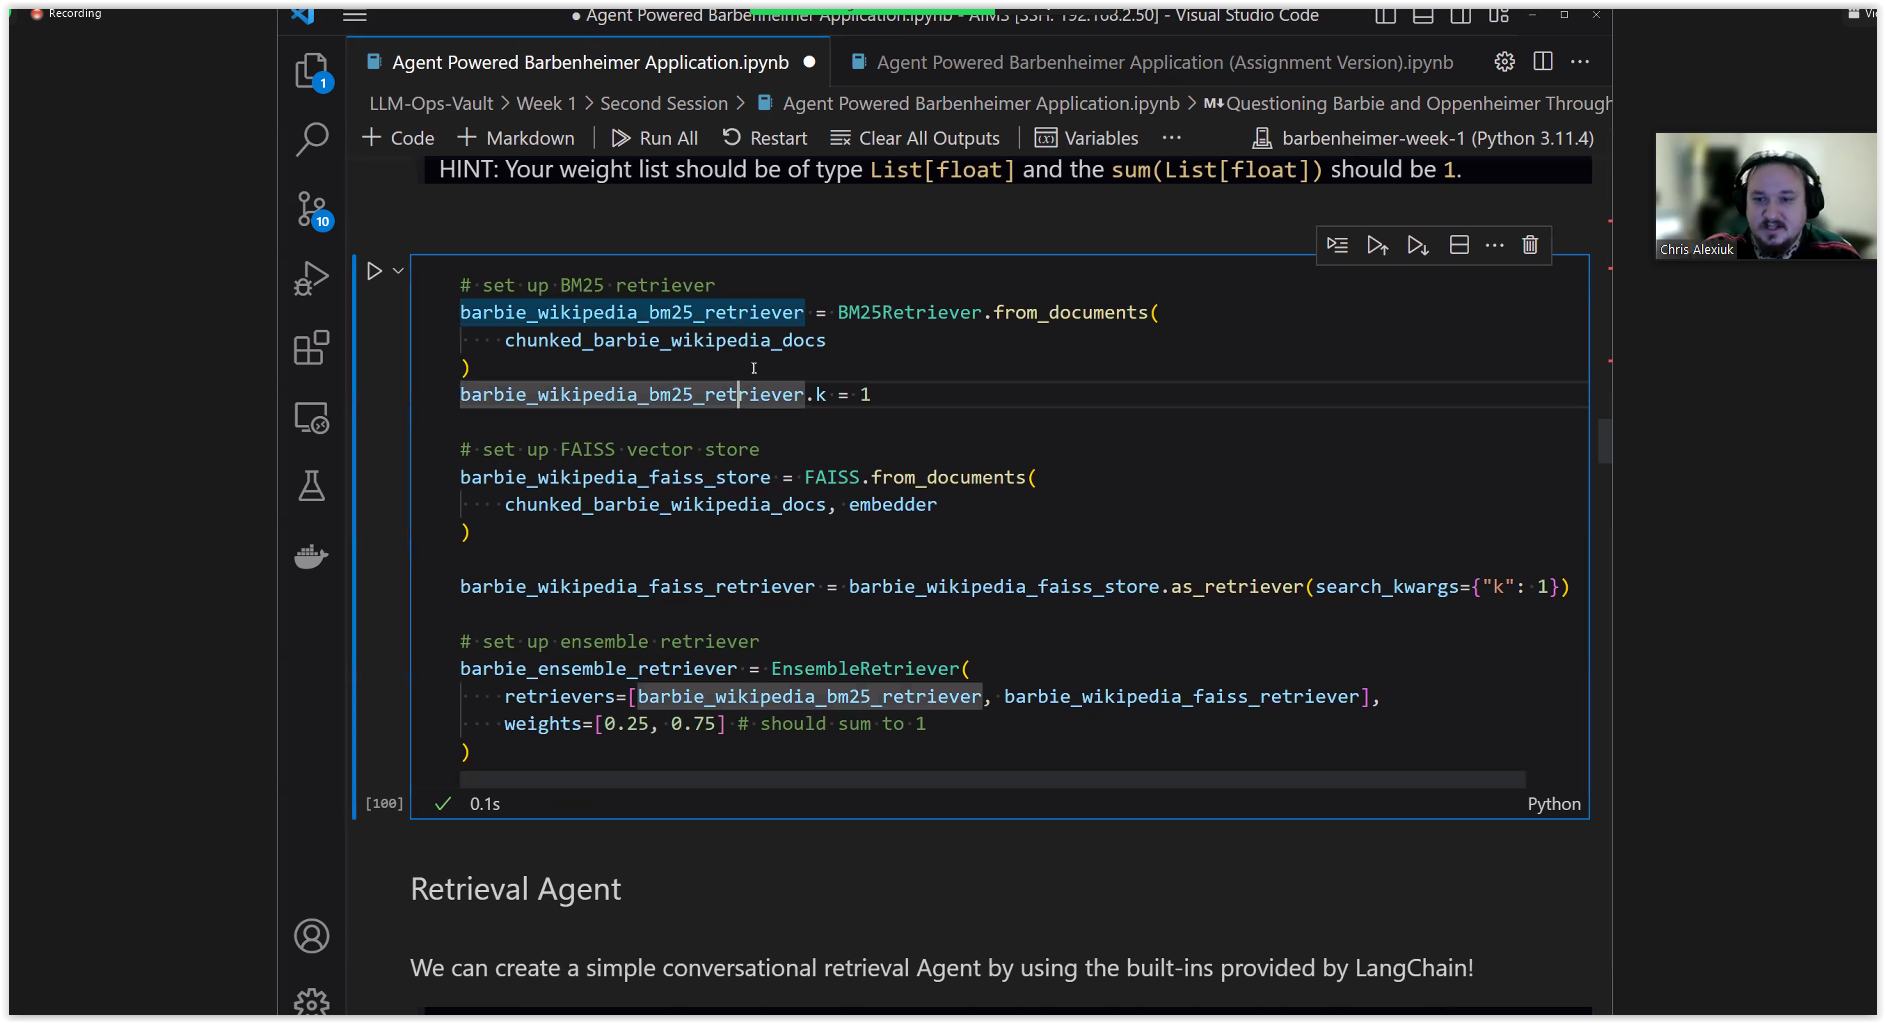 Recording
Agent Powered Barbenheimer Application.ipynb - AIMS [SSH: 192.168.2.50] - Visual Studio Code
Agent Powered Barbenheimer Application.ipynb
Agent Powered Barbenheimer Application (Assignment Version).ipynb
LLM-Ops-Vault > Week 1 > Second Session > Agent Powered Barbenheimer Application.ipynb > M↓Questioning Barbie and Oppenheimer Through
+ Code + Markdown Run All Restart Clear All Outputs Variables ... barbenheimer-week-1 (Python 3.11.4)
HINT: Your weight list should be of type List[float] and the sum(List[float]) should be 1.
1
10
Chris Alexiuk
# set up BM25 retriever
barbie_wikipedia_bm25_retriever = BM25Retriever.from_documents(
    chunked_barbie_wikipedia_docs
)
barbie_wikipedia_bm25_retriever.k = 1
# set up FAISS vector store
barbie_wikipedia_faiss_store = FAISS.from_documents(
    chunked_barbie_wikipedia_docs, embedder
)
barbie_wikipedia_faiss_retriever = barbie_wikipedia_faiss_store.as_retriever(search_kwargs={"k": 1})
# set up ensemble retriever
barbie_ensemble_retriever = EnsembleRetriever(
    retrievers=[barbie_wikipedia_bm25_retriever, barbie_wikipedia_faiss_retriever],
    weights=[0.25, 0.75] # should sum to 1
)
[100] 0.1s Python
Retrieval Agent
We can create a simple conversational retrieval Agent by using the built-ins provided by LangChain!